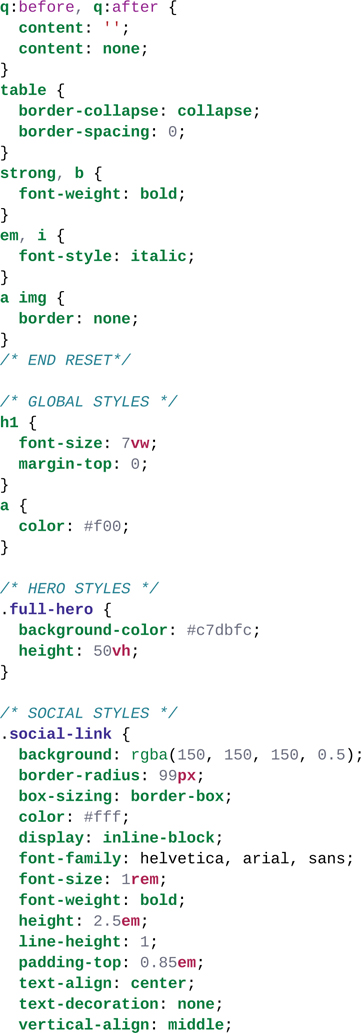 q:before, q:after {
  content: '';
  content: none;
}
table {
  border-collapse: collapse;
  border-spacing: 0;
}
strong, b {
  font-weight: bold;
}
em, i {
  font-style: italic;
}
a img {
  border: none;
}
/* END RESET*/

/* GLOBAL STYLES */
h1 {
  font-size: 7vw;
  margin-top: 0;
}
a {
  color: #f00;
}

/* HERO STYLES */
.full-hero {
  background-color: #c7dbfc;
  height: 50vh;
}

/* SOCIAL STYLES */
.social-link {
  background: rgba(150, 150, 150, 0.5);
  border-radius: 99px;
  box-sizing: border-box;
  color: #fff;
  display: inline-block;
  font-family: helvetica, arial, sans;
  font-size: 1rem;
  font-weight: bold;
  height: 2.5em;
  line-height: 1;
  padding-top: 0.85em;
  text-align: center;
  text-decoration: none;
  vertical-align: middle;